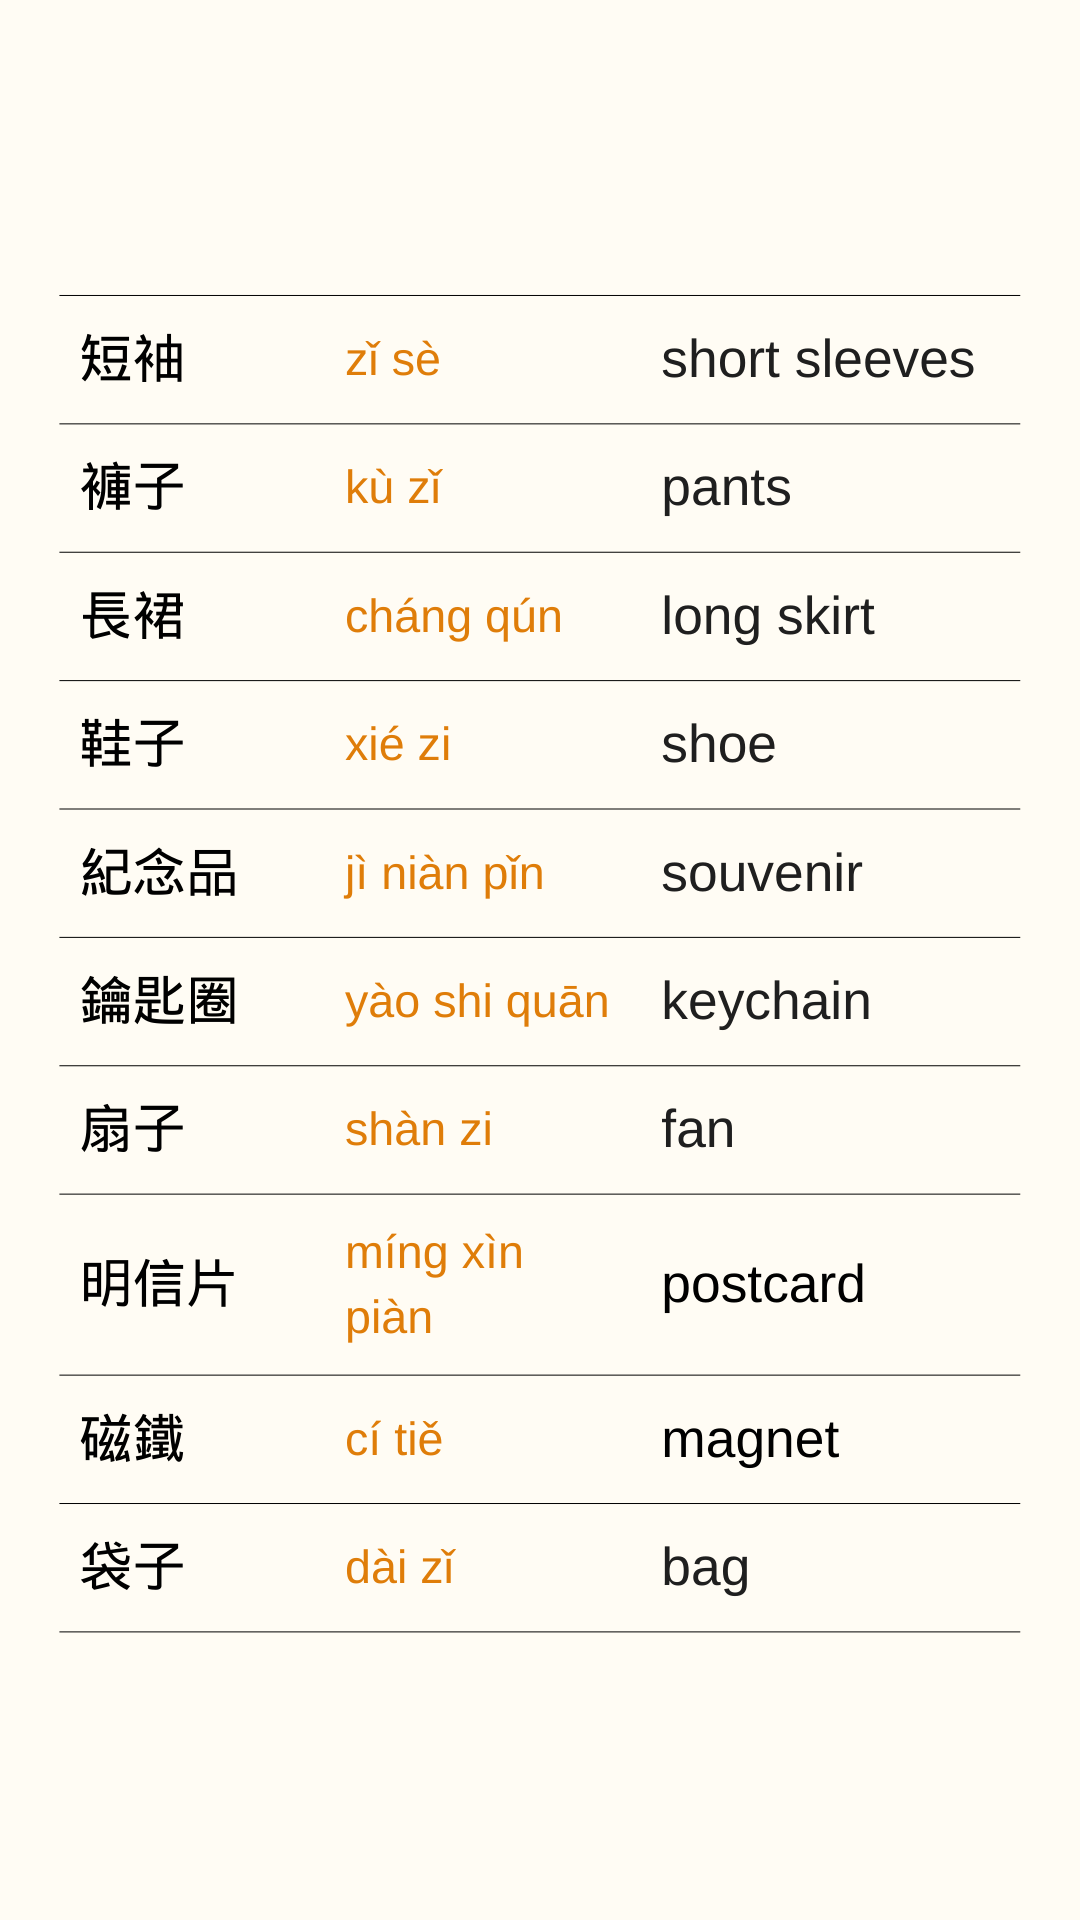 短袖 zǐ sè short sleeves
褲子 kù zǐ pants
長裙 cháng qún long skirt
鞋子 xié zi shoe
紀念品 jì niàn pǐn souvenir
鑰匙圈 yào shi quān keychain
扇子 shàn zi fan
明信片 míng xìn piàn postcard
磁鐵 cí tiě magnet
袋子 dài zǐ bag